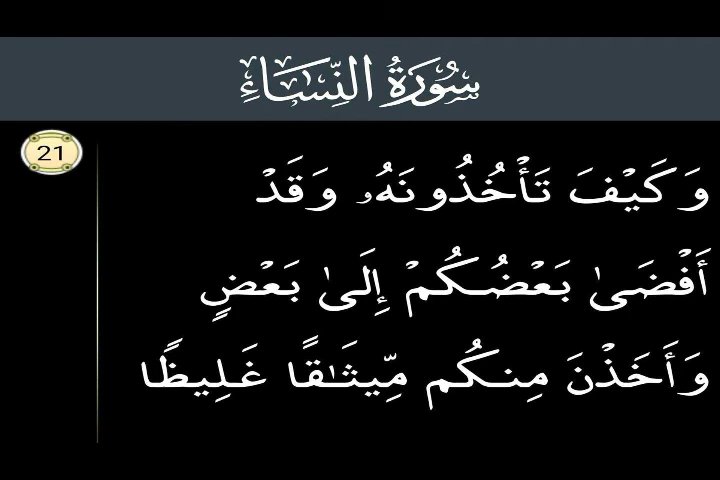 سُورَةُ النِّسَاءِ
21
وَكَيْفَ تَأْخُذُونَهُۥ وَقَدْ
أَفْضَىٰ بَعْضُكُمْ إِلَىٰ بَعْضٍ
وَأَخَذْنَ مِنكُم مِّيثَٰقًا غَلِيظًا